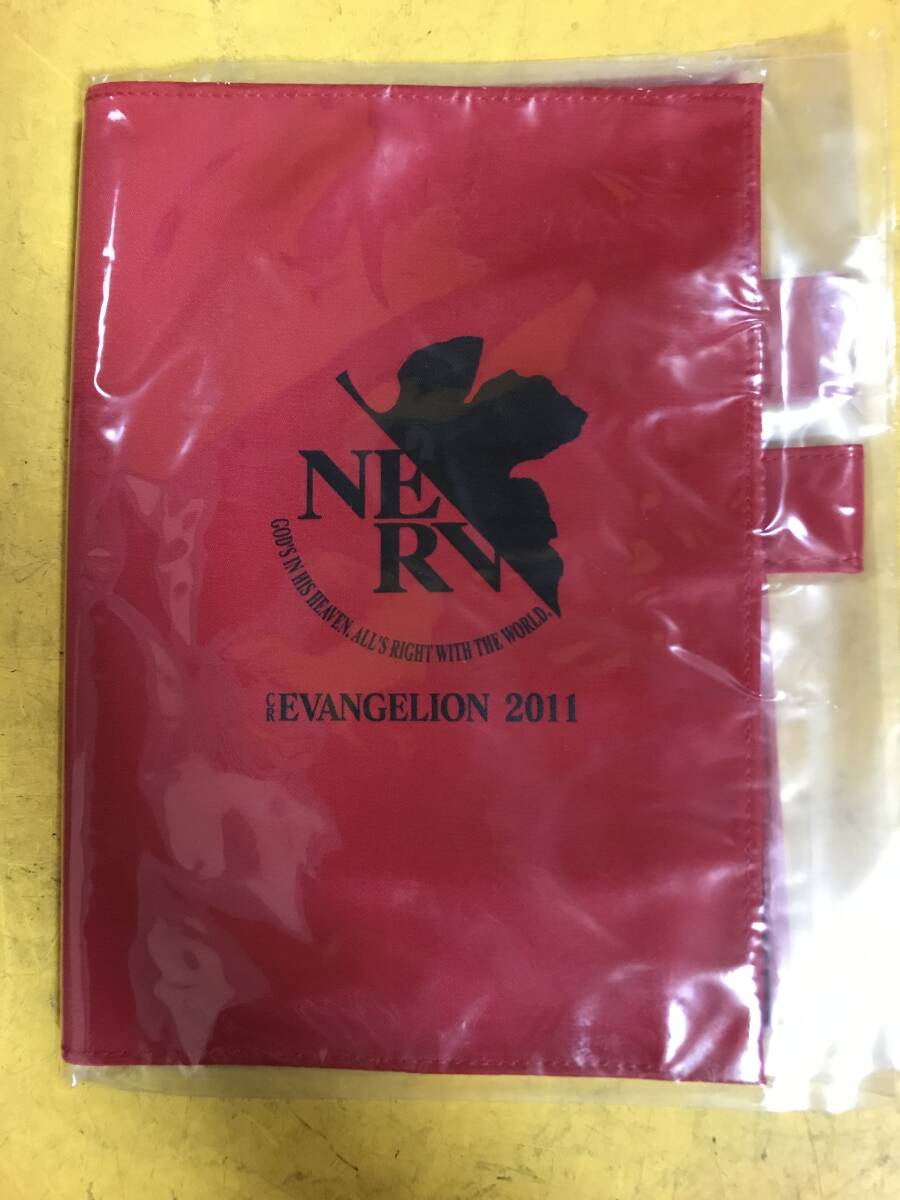 NE
RV
GOD'S IN HIS HEAVEN. ALL'S RIGHT WITH THE WORLD.
CR EVANGELION 2011